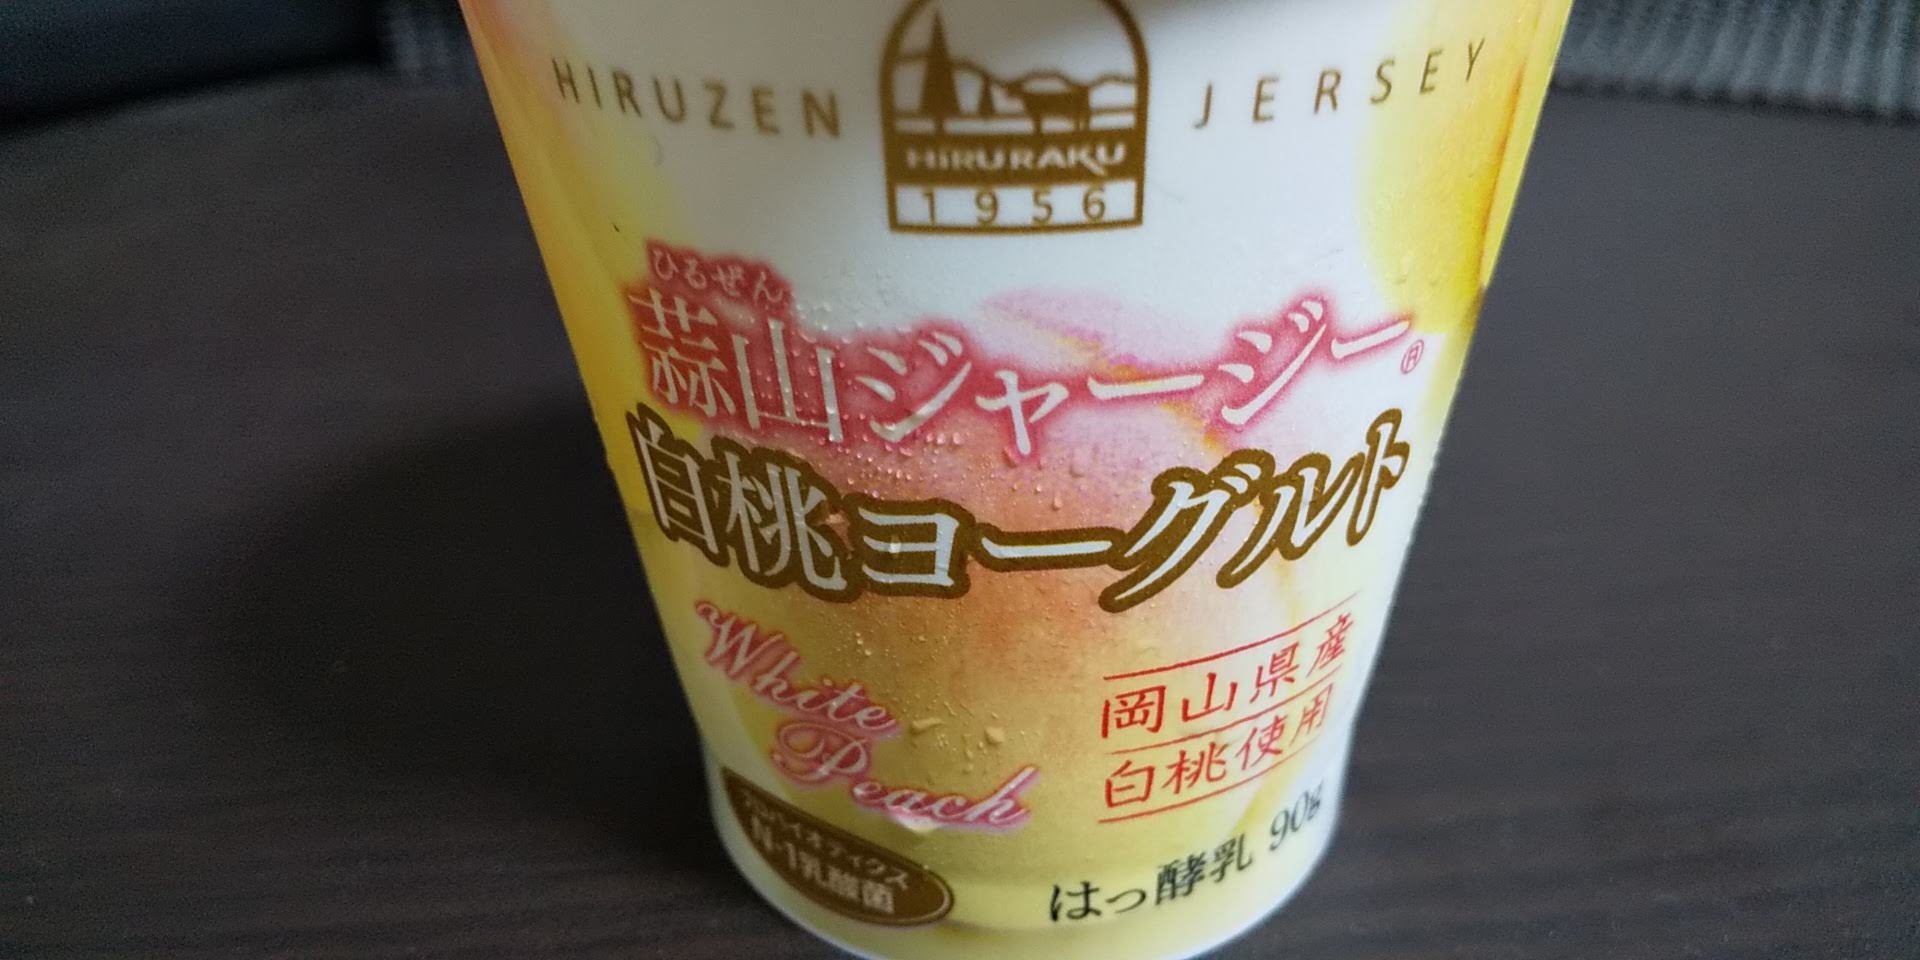 HIRUZEN JERSEY
HIRURAKU
1956
ひるぜん
蒜山ジャージー®
白桃ヨーグルト
White
Peach
岡山県産
白桃使用
プロバイオティクス
N-1乳酸菌
はっ酵乳 90g